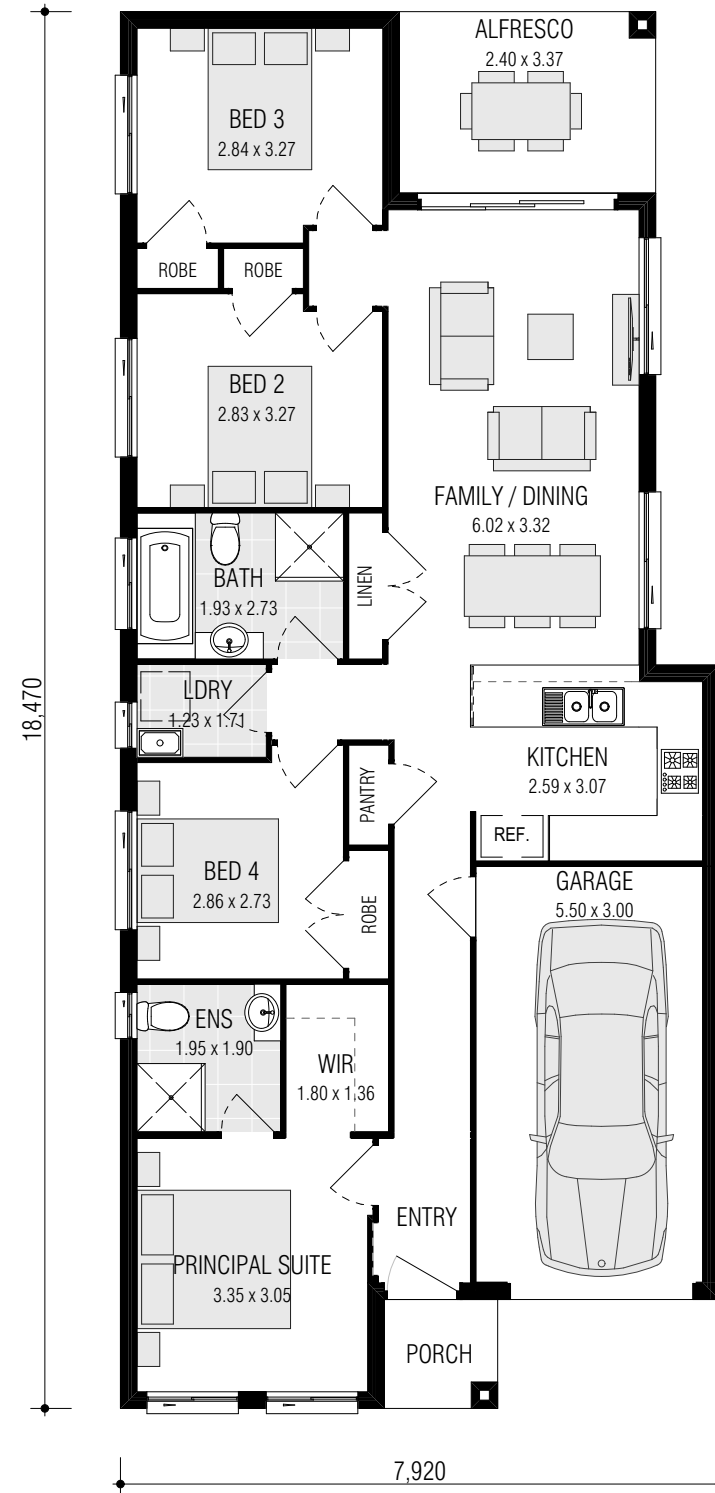 ALFRESCO
2.40 x 3.37
BED 3
2.84 x 3.27
ROBE
ROBE
BED 2
2.83 x 3.27
FAMILY / DINING
6.02 x 3.32
BATH
1.93 x 2.73
LINEN
LDRY
1.23 x 1.71
18,470
KITCHEN
2.59 x 3.07
PANTRY
REF.
BED 4
2.86 x 2.73
ROBE
GARAGE
5.50 x 3.00
ENS
1.95 x 1.90
WIR
1.80 x 1.36
ENTRY
PRINCIPAL SUITE
3.35 x 3.05
PORCH
7,920